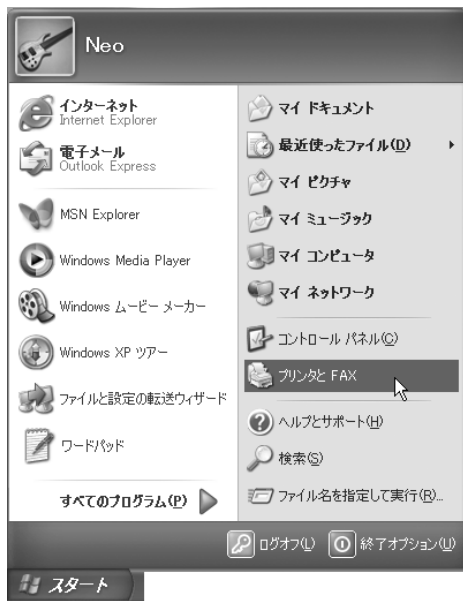 Neo
インターネット
Internet Explorer
電子メール
Outlook Express
MSN Explorer
Windows Media Player
Windows ムービー メーカー
Windows XP ツアー
ファイルと設定の転送ウィザード
ワードパッド
すべてのプログラム(P)
マイ ドキュメント
最近使ったファイル(D)
マイ ピクチャ
マイ ミュージック
マイ コンピュータ
マイ ネットワーク
コントロール パネル(C)
プリンタと FAX
ヘルプとサポート(H)
検索(S)
ファイル名を指定して実行(R)...
ログオフ(L)
終了オプション(U)
スタート